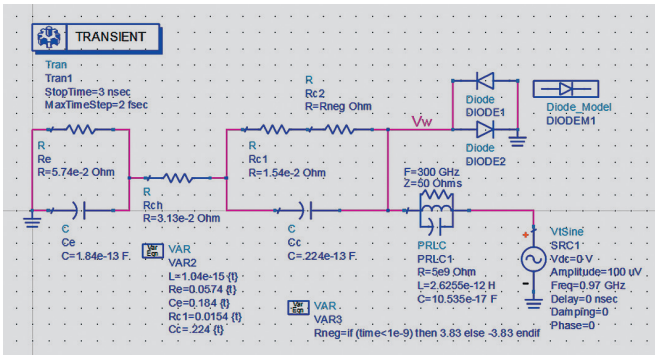 TRANSIENT
Tran
Tran1
StopTime=3 nsec
MaxTimeStep=2 fsec
R
Re
R=5.74e-2 Ohm
C
Ce
C=1.84e-13 F
R
Rch
R=3.13e-2 Ohm
R
Rc2
R=Rneg Ohm
R
Rc1
R=1.54e-2 Ohm
C
Cc
C=.224e-13 F
Vw
Diode
DIODE1
Diode
DIODE2
Diode_Model
DIODEM1
F=300 GHz
Z=50 Ohms
PRLC
PRLC1
R=5e9 Ohm
L=2.6255e-12 H
C=10.535e-17 F
+
-
VtSine
SRC1
Vdc=0 V
Amplitude=100 uV
Freq=0.97 GHz
Delay=0 nsec
Damping=0
Phase=0
Var
Eqn
VAR
VAR2
L=1.04e-15 {t}
Re=0.0574 {t}
Ce=0.184 {t}
Rc1=0.0154 {t}
Cc=.224 {t}
Var
Eqn
VAR
VAR3
Rneg=if (time<1e-9) then 3.83 else -3.83 endif